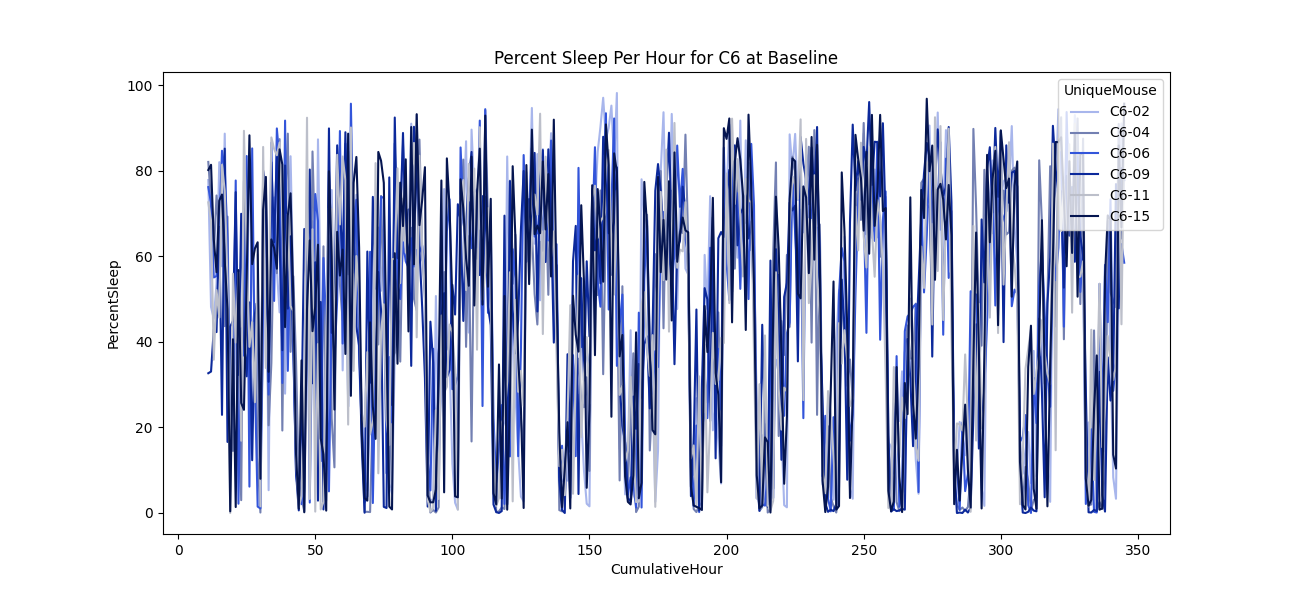 Percent Sleep Per Hour for C6 at Baseline
100
80
60
40
20
0
PercentSleep
UniqueMouse
C6-02
C6-04
C6-06
C6-09
C6-11
C6-15
0 50 100 150 200 250 300 350
CumulativeHour